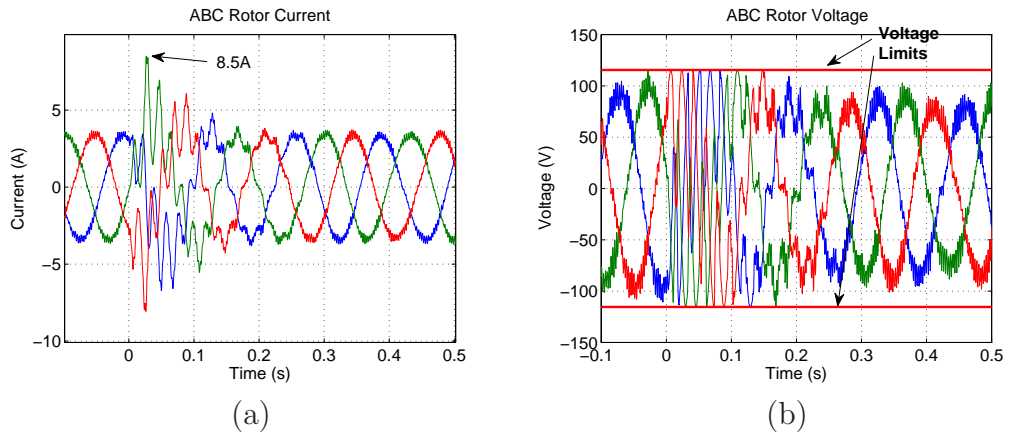 ABC Rotor Current
8.5A
5
0
−5
−10
Current (A)
0
0.1
0.2
0.3
0.4
0.5
Time (s)
(a)
ABC Rotor Voltage
Voltage
Limits
150
100
50
0
−50
−100
−150
Voltage (V)
−0.1
0
0.1
0.2
0.3
0.4
0.5
Time (s)
(b)